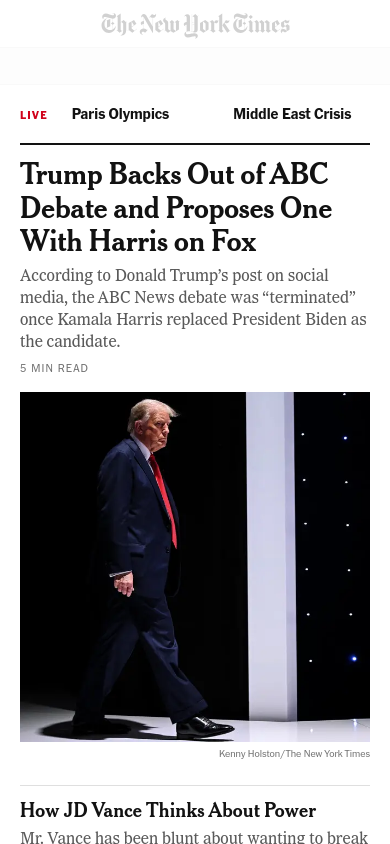 The New York Times
LIVE Paris Olympics Middle East Crisis
Trump Backs Out of ABC
Debate and Proposes One
With Harris on Fox
According to Donald Trump’s post on social
media, the ABC News debate was “terminated”
once Kamala Harris replaced President Biden as
the candidate.
5 MIN READ
Kenny Holston/The New York Times
How JD Vance Thinks About Power
Mr. Vance has been blunt about wanting to break